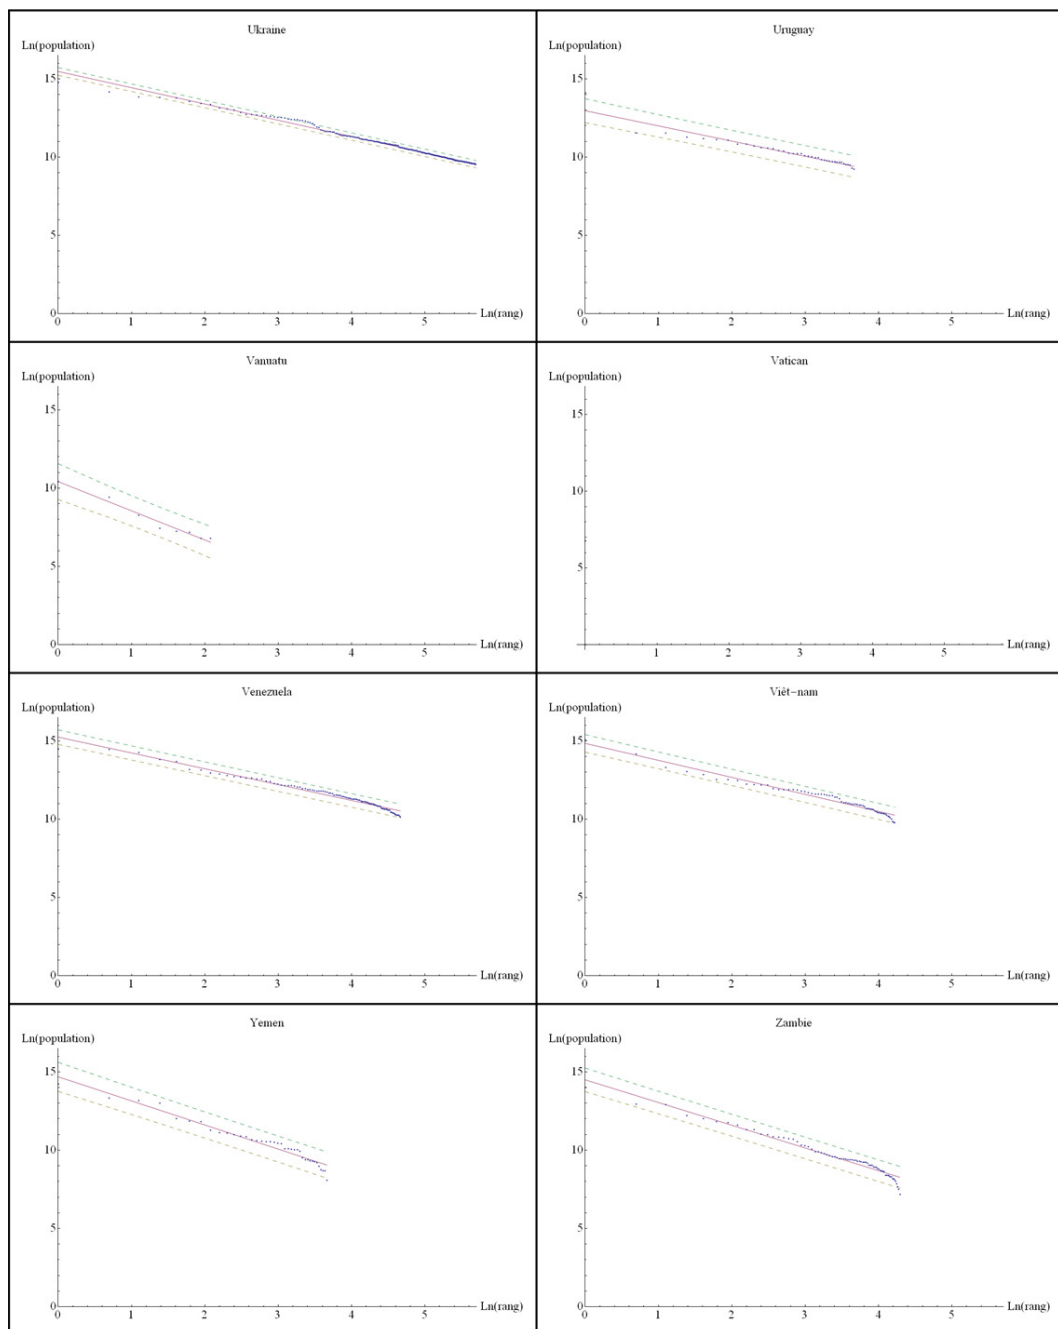 Ukraine
Ln(population)
15
10
5
0
0 1 2 3 4 5 Ln(rang)
Uruguay
Ln(population)
15
10
5
0
0 1 2 3 4 5 Ln(rang)
Vanuatu
Ln(population)
15
10
5
0
0 1 2 3 4 5 Ln(rang)
Vatican
Ln(population)
15
10
5
1 2 3 4 5 Ln(rang)
Venezuela
Ln(population)
15
10
5
0
0 1 2 3 4 5 Ln(rang)
Viêt−nam
Ln(population)
15
10
5
0
0 1 2 3 4 5 Ln(rang)
Yemen
Ln(population)
15
10
5
0
0 1 2 3 4 5 Ln(rang)
Zambie
Ln(population)
15
10
5
0
0 1 2 3 4 5 Ln(rang)